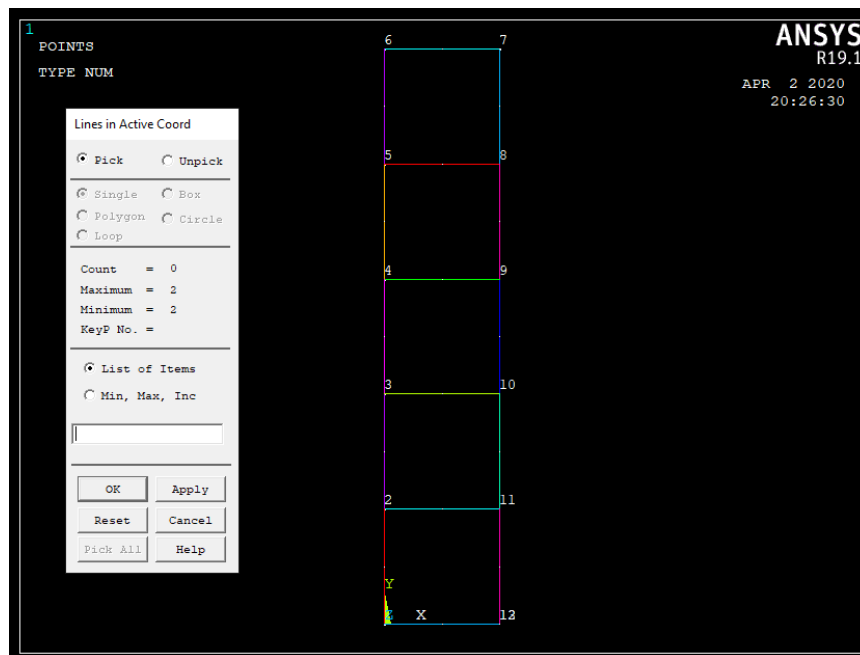 1
POINTS
TYPE NUM
ANSYS
R19.1
APR 2 2020
20:26:30
Lines in Active Coord
Pick Unpick
Single Box
Polygon Circle
Loop
Count = 0
Maximum = 2
Minimum = 2
KeyP No. =
List of Items
Min, Max, Inc
OK Apply
Reset Cancel
Pick All Help
6 7
5 8
4 9
3 10
2 11
Y
X